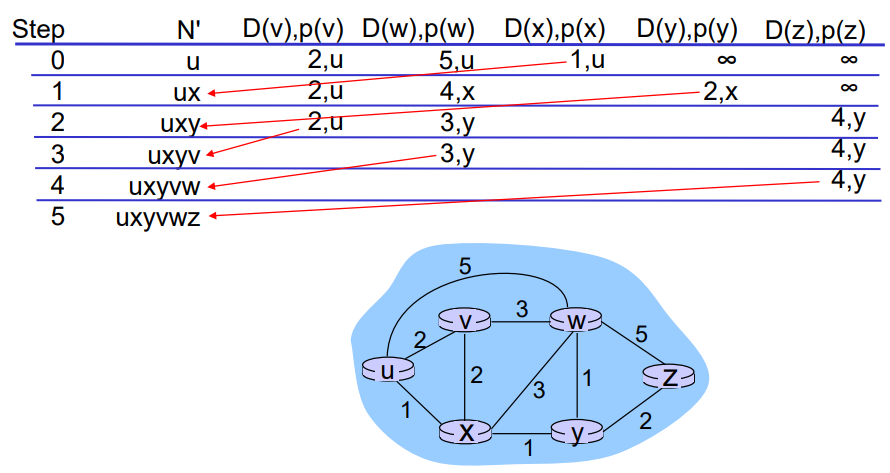 Step N' D(v),p(v) D(w),p(w) D(x),p(x) D(y),p(y) D(z),p(z)
0 u 2,u 5,u 1,u ∞ ∞
1 ux 2,u 4,x 2,x ∞
2 uxy 2,u 3,y 4,y
3 uxyv 3,y 4,y
4 uxyvw 4,y
5 uxyvwz
5
v 3 w
2 5
u 2 3 1 z
1 2
x 1 y